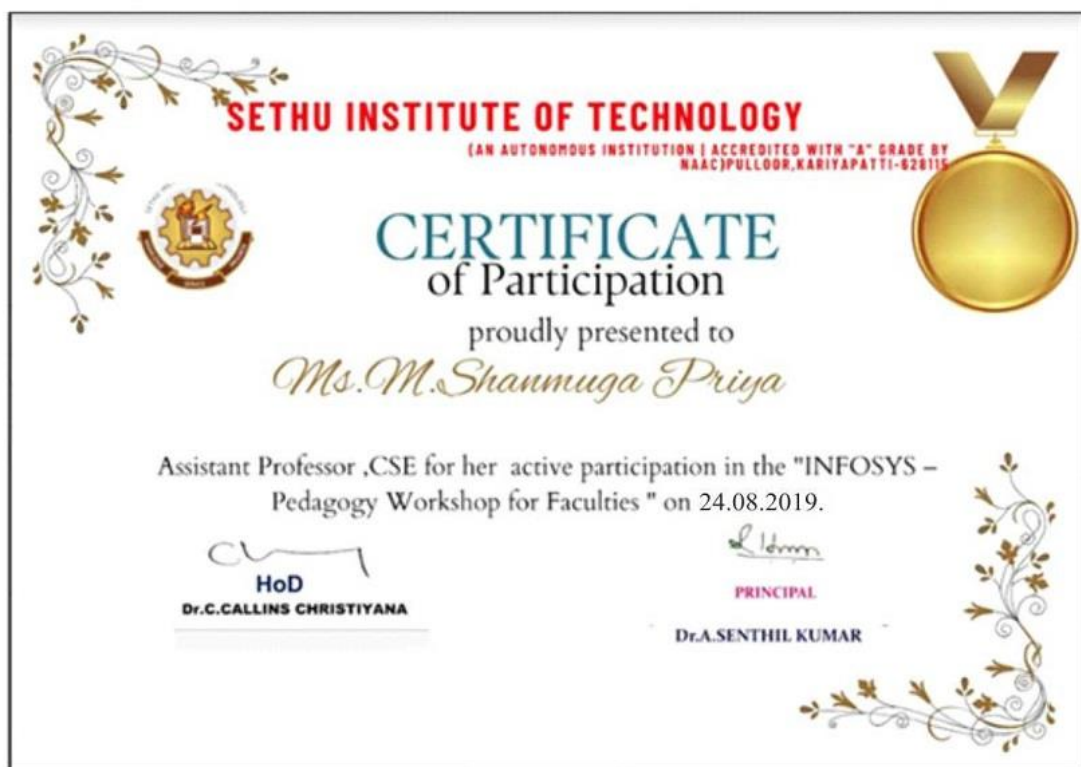 SETHU INSTITUTE OF TECHNOLOGY
(AN AUTONOMOUS INSTITUTION | ACCREDITED WITH "A" GRADE BY
NAAC)PULLOOR,KARIYAPATTI-626115
CERTIFICATE
of Participation
proudly presented to
Ms.M.Shanmuga Priya
Assistant Professor ,CSE for her active participation in the "INFOSYS –
Pedagogy Workshop for Faculties " on 24.08.2019.
HoD
Dr.C.CALLINS CHRISTIYANA
PRINCIPAL
Dr.A.SENTHIL KUMAR